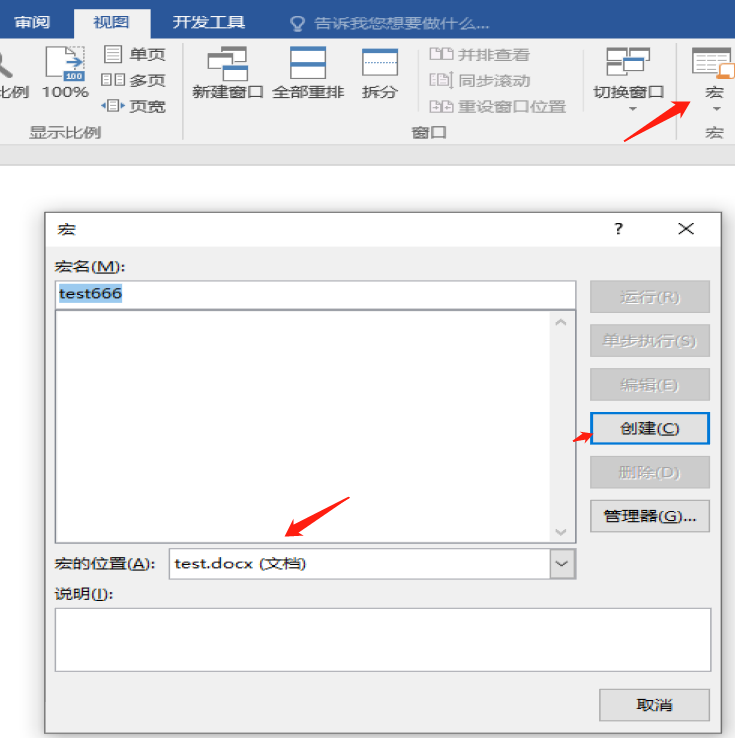 审阅 视图 开发工具 告诉我您想要做什么...
单页 并排查看
比例 100% 多页 新建窗口 全部重排 拆分 同步滚动 切换窗口 宏
页宽 重设窗口位置
显示比例 窗口 宏
宏 ?
宏名(M):
test666
运行(R)
单步执行(S)
编辑(E)
创建(C)
删除(D)
管理器(G)...
宏的位置(A): test.docx (文档)
说明(I):
取消